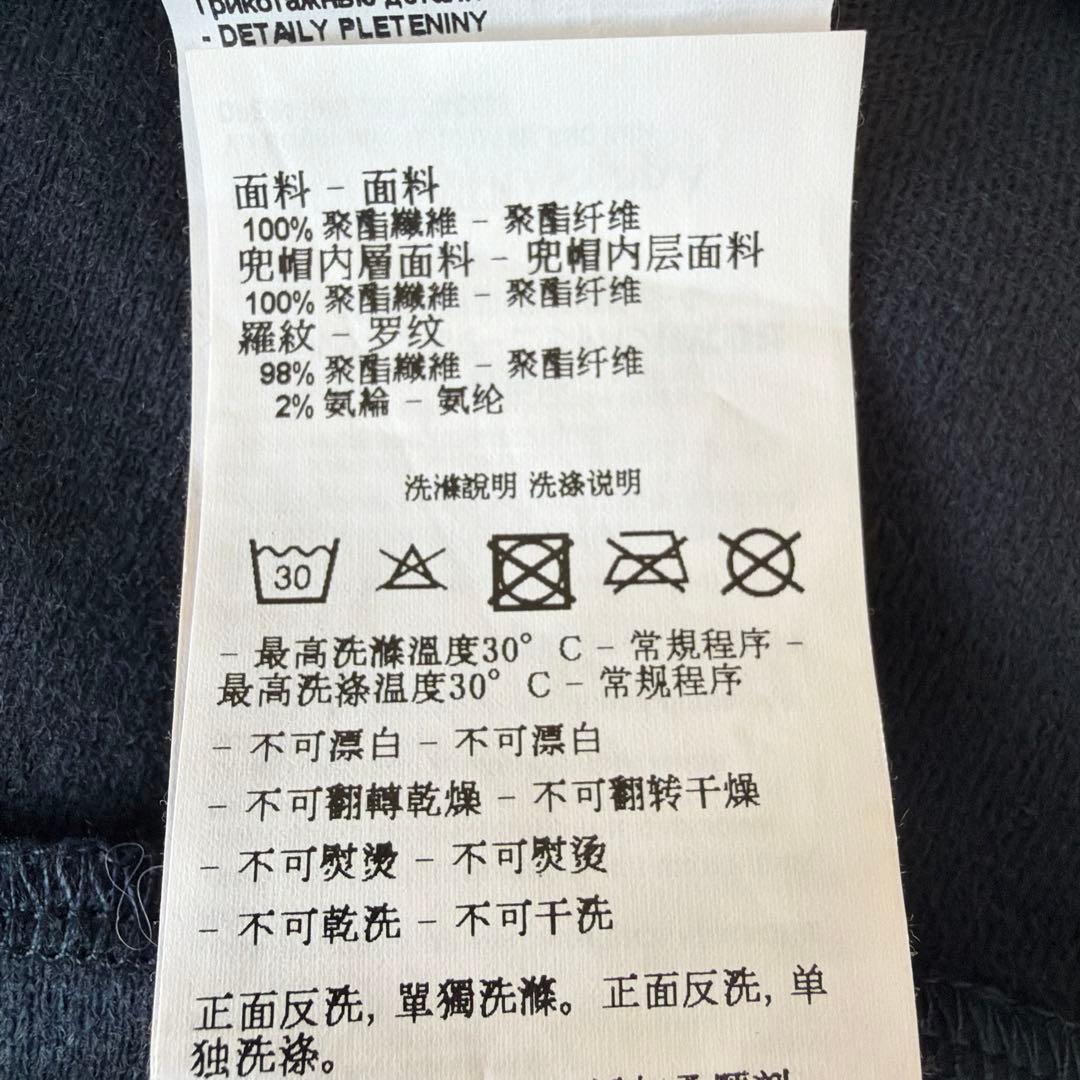 Трикотажные детали
- DETAILY PLETENINY
面料 - 面料
100% 聚酯纖維 - 聚酯纤维
兜帽内層面料 - 兜帽内层面料
100% 聚酯纖維 - 聚酯纤维
羅紋 - 罗纹
98% 聚酯纖維 - 聚酯纤维
2% 氨綸 - 氨纶
洗滌說明 洗涤说明
30
- 最高洗滌溫度30° C - 常規程序 -
最高洗涤温度30° C - 常规程序
- 不可漂白 - 不可漂白
- 不可翻轉乾燥 - 不可翻转干燥
- 不可熨燙 - 不可熨烫
- 不可乾洗 - 不可干洗
正面反洗, 單獨洗滌。正面反洗, 单
独洗涤。